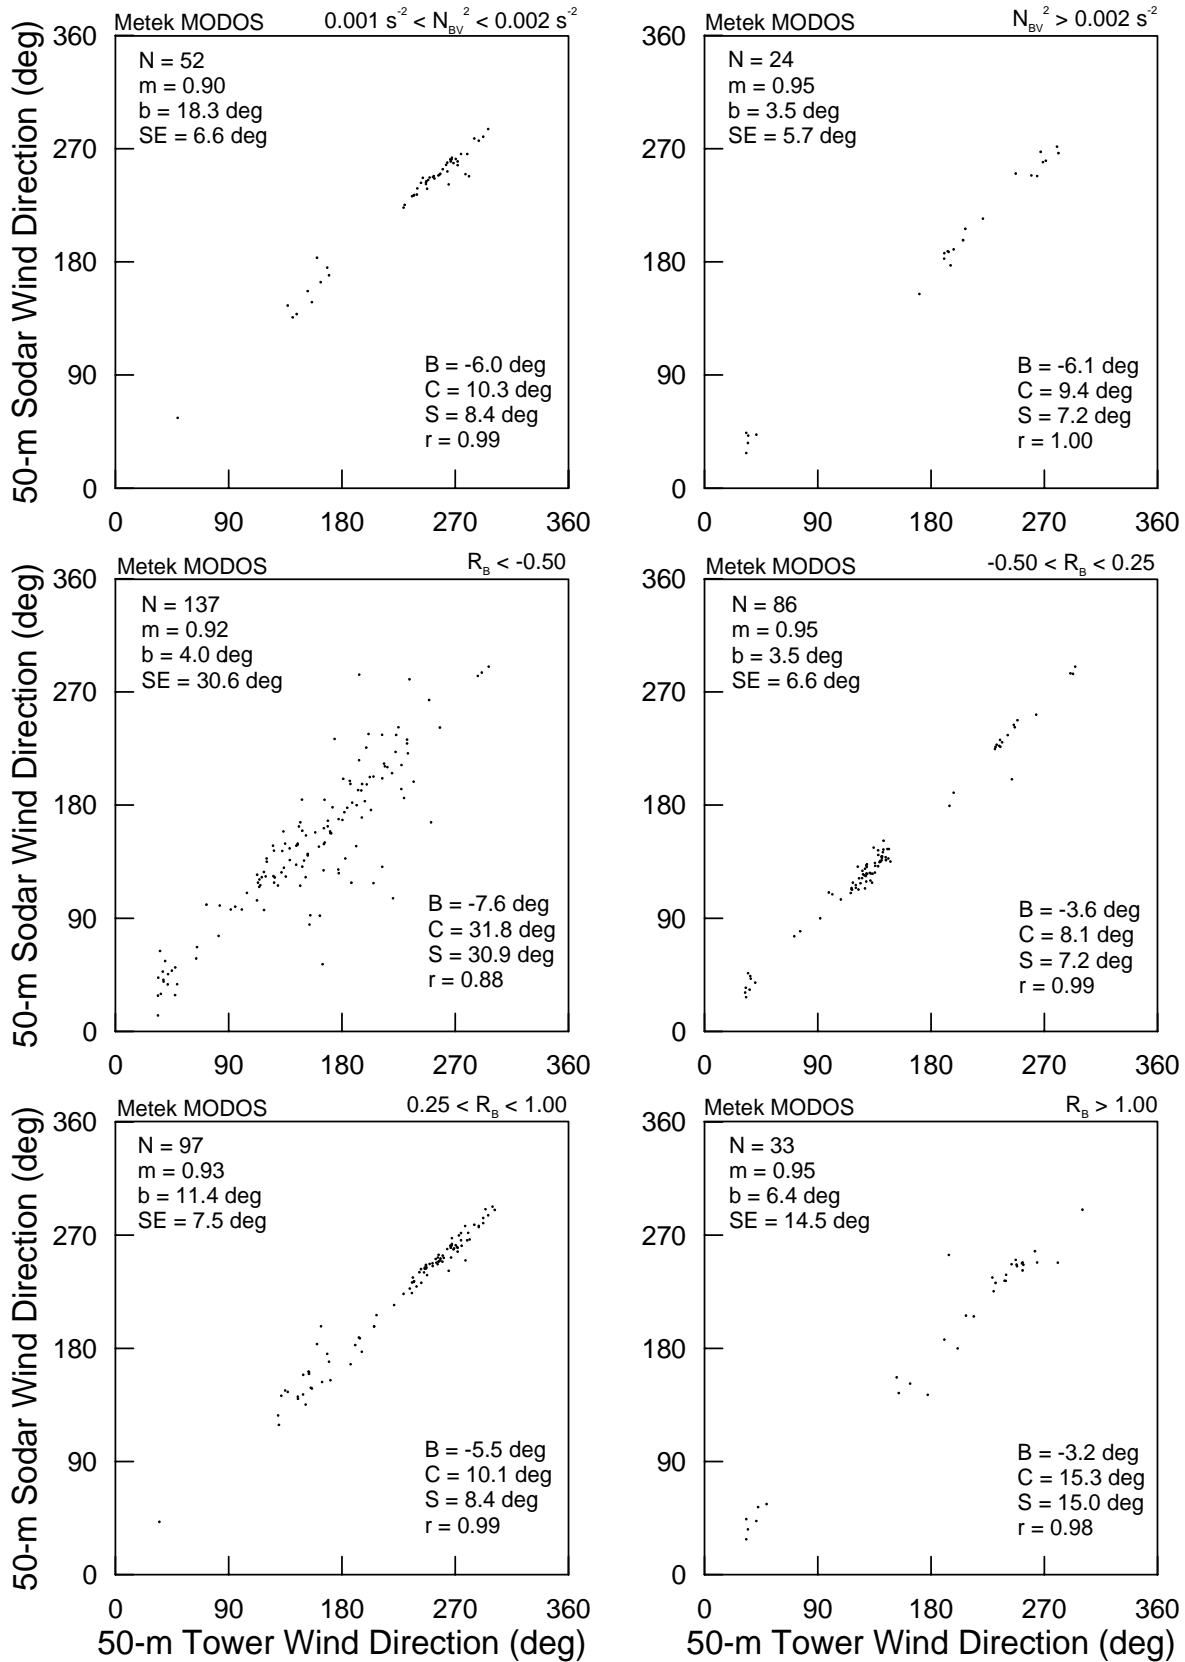 Metek MODOS
0.001 s⁻² < N_BV² < 0.002 s⁻²
50-m Sodar Wind Direction (deg)
360
270
180
90
0
N = 52
m = 0.90
b = 18.3 deg
SE = 6.6 deg
B = -6.0 deg
C = 10.3 deg
S = 8.4 deg
r = 0.99
0 90 180 270 360
Metek MODOS
N_BV² > 0.002 s⁻²
360
270
180
90
0
N = 24
m = 0.95
b = 3.5 deg
SE = 5.7 deg
B = -6.1 deg
C = 9.4 deg
S = 7.2 deg
r = 1.00
0 90 180 270 360
Metek MODOS
R_B < -0.50
50-m Sodar Wind Direction (deg)
360
270
180
90
0
N = 137
m = 0.92
b = 4.0 deg
SE = 30.6 deg
B = -7.6 deg
C = 31.8 deg
S = 30.9 deg
r = 0.88
0 90 180 270 360
Metek MODOS
-0.50 < R_B < 0.25
360
270
180
90
0
N = 86
m = 0.95
b = 3.5 deg
SE = 6.6 deg
B = -3.6 deg
C = 8.1 deg
S = 7.2 deg
r = 0.99
0 90 180 270 360
Metek MODOS
0.25 < R_B < 1.00
50-m Sodar Wind Direction (deg)
360
270
180
90
0
N = 97
m = 0.93
b = 11.4 deg
SE = 7.5 deg
B = -5.5 deg
C = 10.1 deg
S = 8.4 deg
r = 0.99
0 90 180 270 360
50-m Tower Wind Direction (deg)
Metek MODOS
R_B > 1.00
360
270
180
90
0
N = 33
m = 0.95
b = 6.4 deg
SE = 14.5 deg
B = -3.2 deg
C = 15.3 deg
S = 15.0 deg
r = 0.98
0 90 180 270 360
50-m Tower Wind Direction (deg)